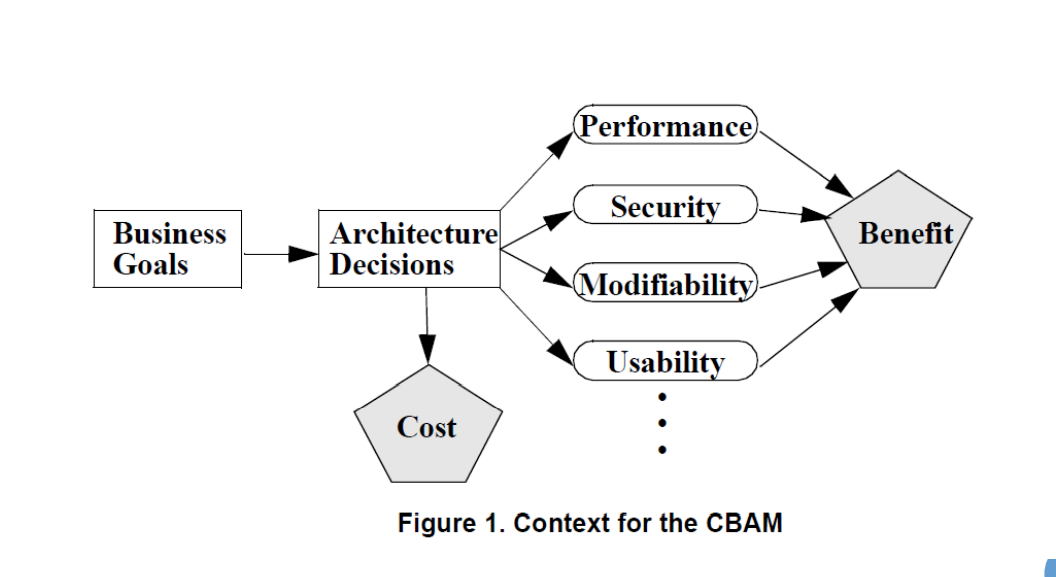 Business
Goals
Architecture
Decisions
Performance
Security
Modifiability
Usability
Benefit
Cost
Figure 1. Context for the CBAM